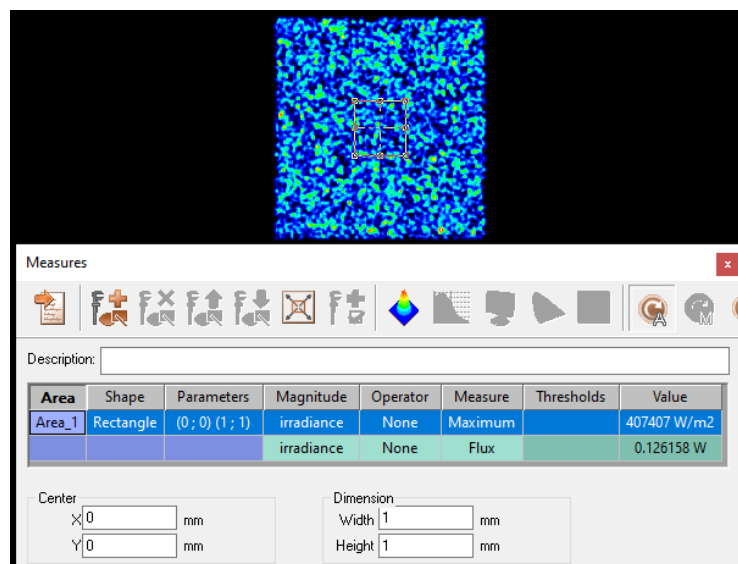 Measures
x
A
M
Description:
Area Shape Parameters Magnitude Operator Measure Thresholds Value
Area_1 Rectangle (0 ; 0) (1 ; 1) irradiance None Maximum 407407 W/m2
irradiance None Flux 0.126158 W
Center Dimension
X 0 mm Width 1 mm
Y 0 mm Height 1 mm